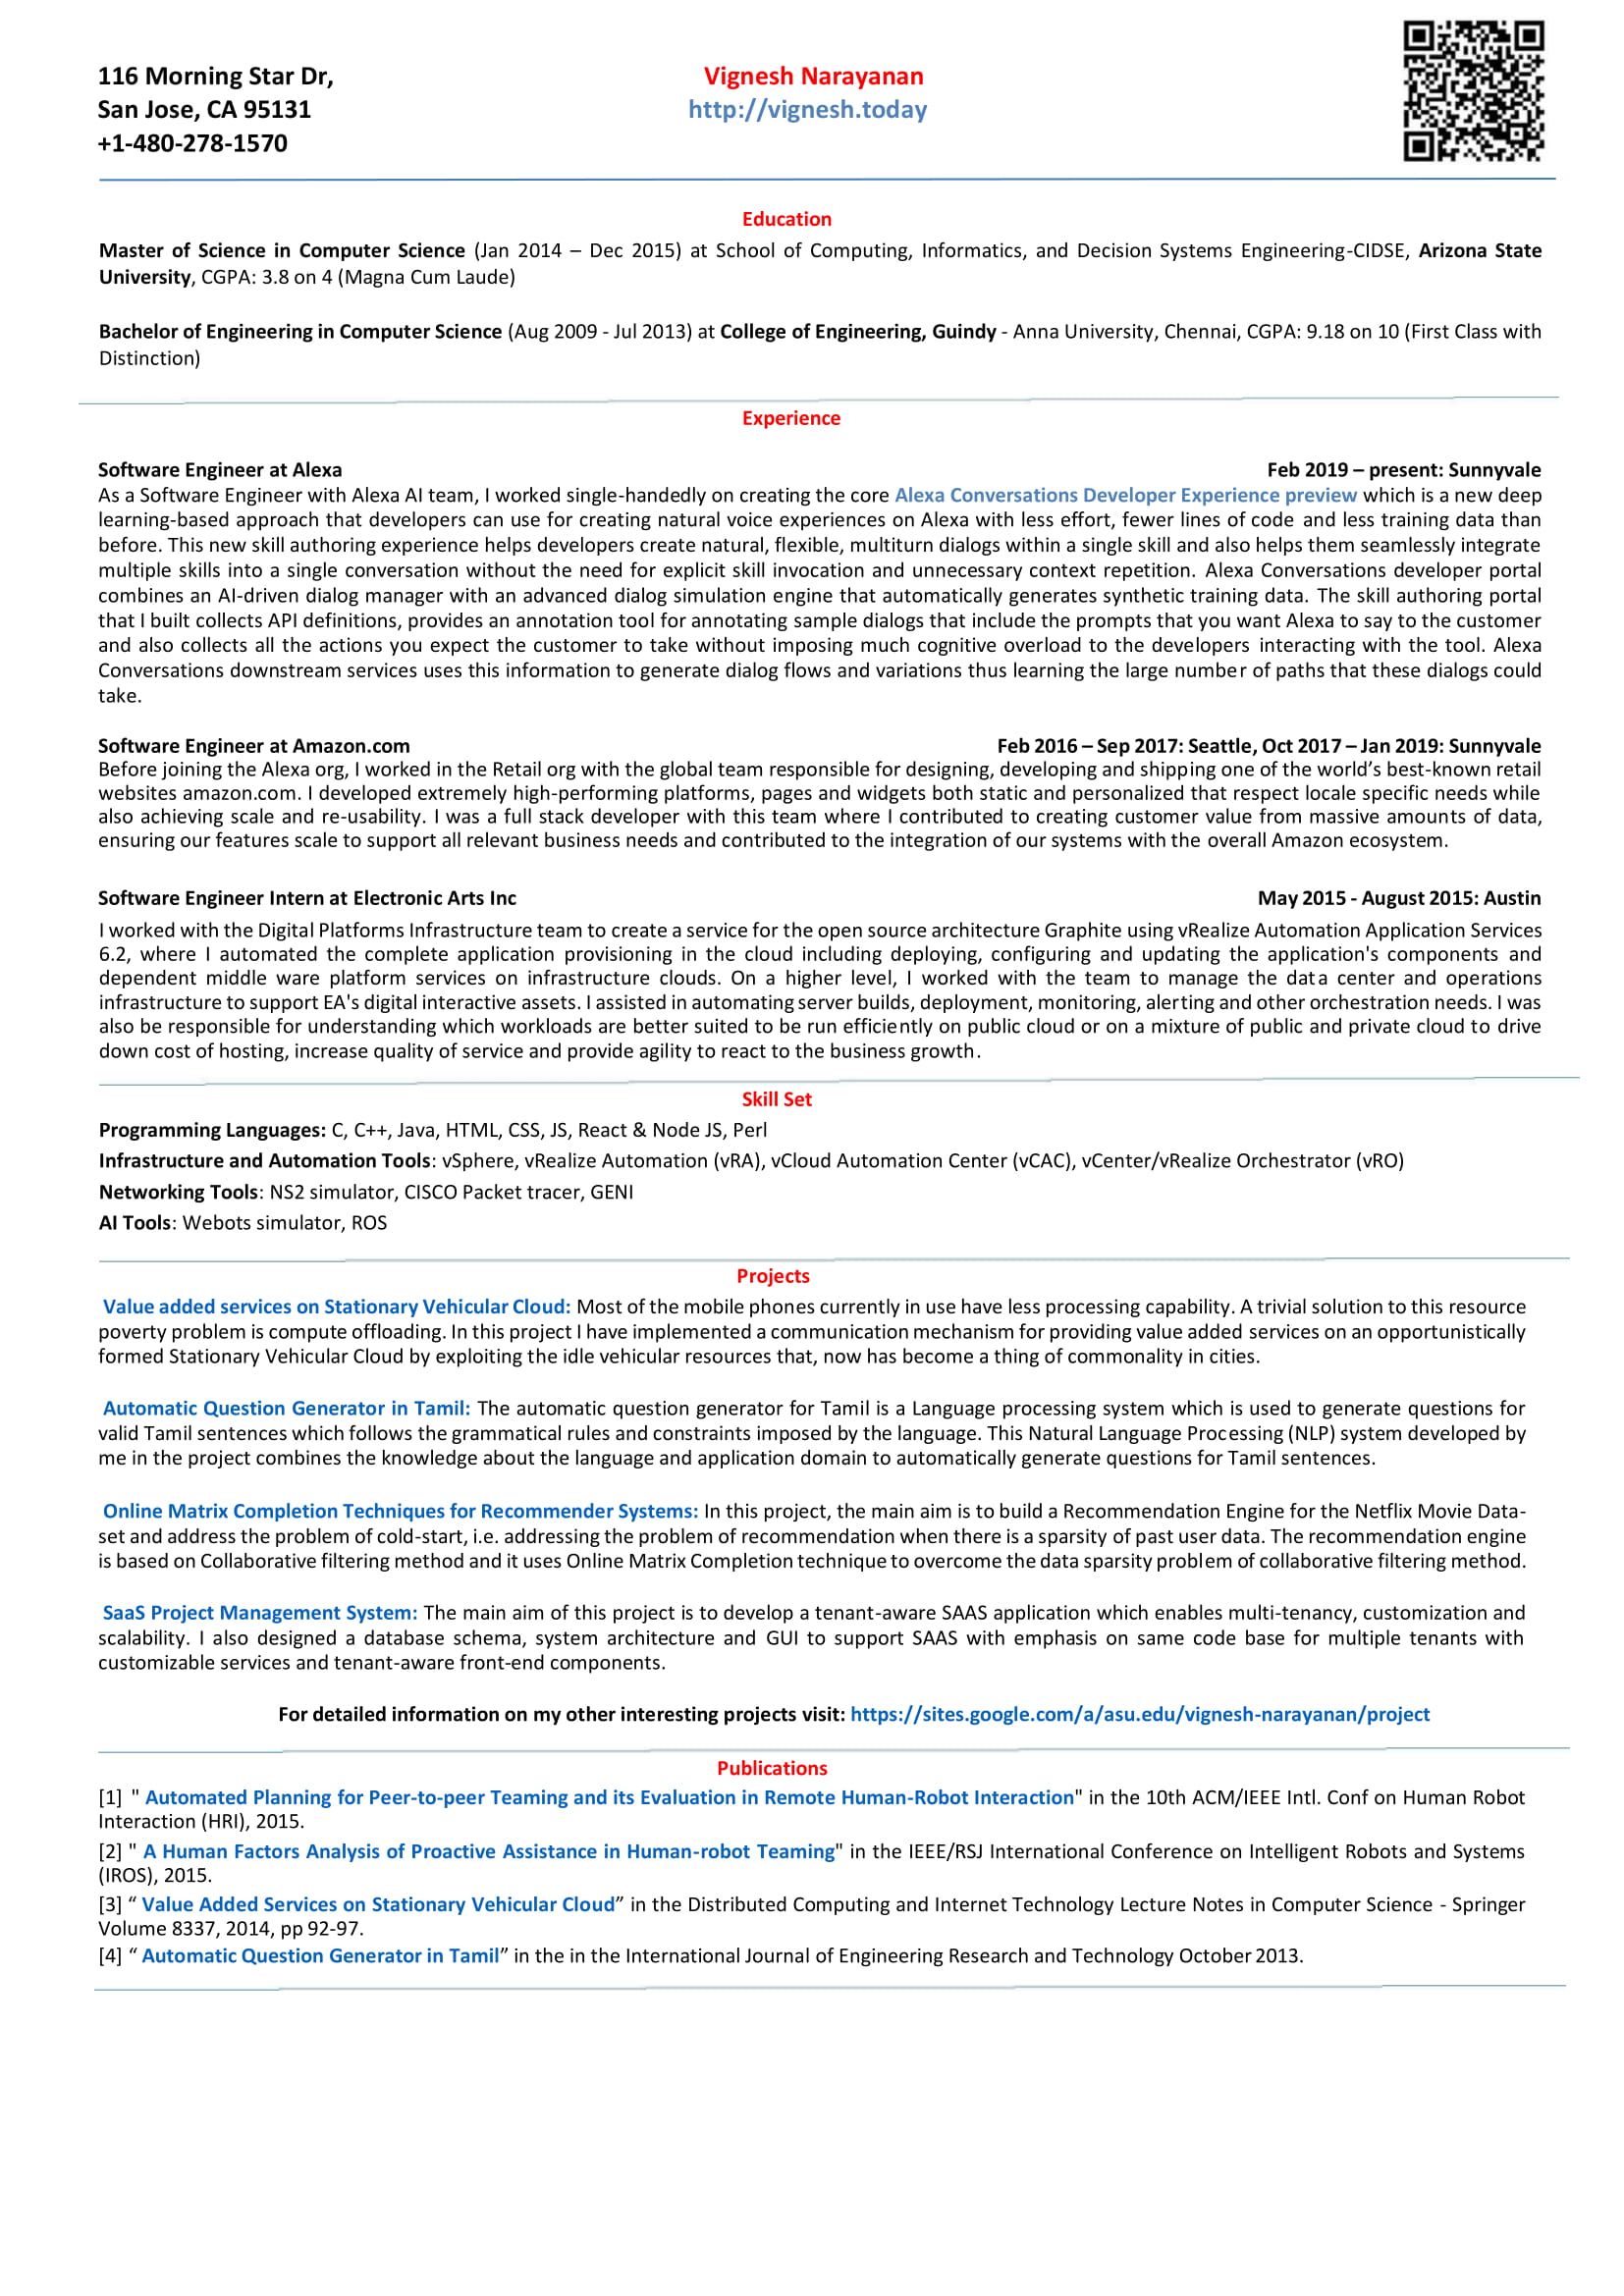 116 Morning Star Dr,
San Jose, CA 95131
+1-480-278-1570
Vignesh Narayanan
http://vignesh.today
Education
Master of Science in Computer Science (Jan 2014 – Dec 2015) at School of Computing, Informatics, and Decision Systems Engineering-CIDSE, Arizona State
University, CGPA: 3.8 on 4 (Magna Cum Laude)
Bachelor of Engineering in Computer Science (Aug 2009 - Jul 2013) at College of Engineering, Guindy - Anna University, Chennai, CGPA: 9.18 on 10 (First Class with
Distinction)
Experience
Software Engineer at Alexa Feb 2019 – present: Sunnyvale
As a Software Engineer with Alexa AI team, I worked single-handedly on creating the core Alexa Conversations Developer Experience preview which is a new deep
learning-based approach that developers can use for creating natural voice experiences on Alexa with less effort, fewer lines of code and less training data than
before. This new skill authoring experience helps developers create natural, flexible, multiturn dialogs within a single skill and also helps them seamlessly integrate
multiple skills into a single conversation without the need for explicit skill invocation and unnecessary context repetition. Alexa Conversations developer portal
combines an AI-driven dialog manager with an advanced dialog simulation engine that automatically generates synthetic training data. The skill authoring portal
that I built collects API definitions, provides an annotation tool for annotating sample dialogs that include the prompts that you want Alexa to say to the customer
and also collects all the actions you expect the customer to take without imposing much cognitive overload to the developers interacting with the tool. Alexa
Conversations downstream services uses this information to generate dialog flows and variations thus learning the large number of paths that these dialogs could
take.
Software Engineer at Amazon.com Feb 2016 – Sep 2017: Seattle, Oct 2017 – Jan 2019: Sunnyvale
Before joining the Alexa org, I worked in the Retail org with the global team responsible for designing, developing and shipping one of the world’s best-known retail
websites amazon.com. I developed extremely high-performing platforms, pages and widgets both static and personalized that respect locale specific needs while
also achieving scale and re-usability. I was a full stack developer with this team where I contributed to creating customer value from massive amounts of data,
ensuring our features scale to support all relevant business needs and contributed to the integration of our systems with the overall Amazon ecosystem.
Software Engineer Intern at Electronic Arts Inc May 2015 - August 2015: Austin
I worked with the Digital Platforms Infrastructure team to create a service for the open source architecture Graphite using vRealize Automation Application Services
6.2, where I automated the complete application provisioning in the cloud including deploying, configuring and updating the application's components and
dependent middle ware platform services on infrastructure clouds. On a higher level, I worked with the team to manage the data center and operations
infrastructure to support EA's digital interactive assets. I assisted in automating server builds, deployment, monitoring, alerting and other orchestration needs. I was
also be responsible for understanding which workloads are better suited to be run efficiently on public cloud or on a mixture of public and private cloud to drive
down cost of hosting, increase quality of service and provide agility to react to the business growth.
Skill Set
Programming Languages: C, C++, Java, HTML, CSS, JS, React & Node JS, Perl
Infrastructure and Automation Tools: vSphere, vRealize Automation (vRA), vCloud Automation Center (vCAC), vCenter/vRealize Orchestrator (vRO)
Networking Tools: NS2 simulator, CISCO Packet tracer, GENI
AI Tools: Webots simulator, ROS
Projects
Value added services on Stationary Vehicular Cloud: Most of the mobile phones currently in use have less processing capability. A trivial solution to this resource
poverty problem is compute offloading. In this project I have implemented a communication mechanism for providing value added services on an opportunistically
formed Stationary Vehicular Cloud by exploiting the idle vehicular resources that, now has become a thing of commonality in cities.
Automatic Question Generator in Tamil: The automatic question generator for Tamil is a Language processing system which is used to generate questions for
valid Tamil sentences which follows the grammatical rules and constraints imposed by the language. This Natural Language Processing (NLP) system developed by
me in the project combines the knowledge about the language and application domain to automatically generate questions for Tamil sentences.
Online Matrix Completion Techniques for Recommender Systems: In this project, the main aim is to build a Recommendation Engine for the Netflix Movie Data-
set and address the problem of cold-start, i.e. addressing the problem of recommendation when there is a sparsity of past user data. The recommendation engine
is based on Collaborative filtering method and it uses Online Matrix Completion technique to overcome the data sparsity problem of collaborative filtering method.
SaaS Project Management System: The main aim of this project is to develop a tenant-aware SAAS application which enables multi-tenancy, customization and
scalability. I also designed a database schema, system architecture and GUI to support SAAS with emphasis on same code base for multiple tenants with
customizable services and tenant-aware front-end components.
For detailed information on my other interesting projects visit: https://sites.google.com/a/asu.edu/vignesh-narayanan/project
Publications
[1] " Automated Planning for Peer-to-peer Teaming and its Evaluation in Remote Human-Robot Interaction" in the 10th ACM/IEEE Intl. Conf on Human Robot
Interaction (HRI), 2015.
[2] " A Human Factors Analysis of Proactive Assistance in Human-robot Teaming" in the IEEE/RSJ International Conference on Intelligent Robots and Systems
(IROS), 2015.
[3] “ Value Added Services on Stationary Vehicular Cloud” in the Distributed Computing and Internet Technology Lecture Notes in Computer Science - Springer
Volume 8337, 2014, pp 92-97.
[4] “ Automatic Question Generator in Tamil” in the in the International Journal of Engineering Research and Technology October 2013.